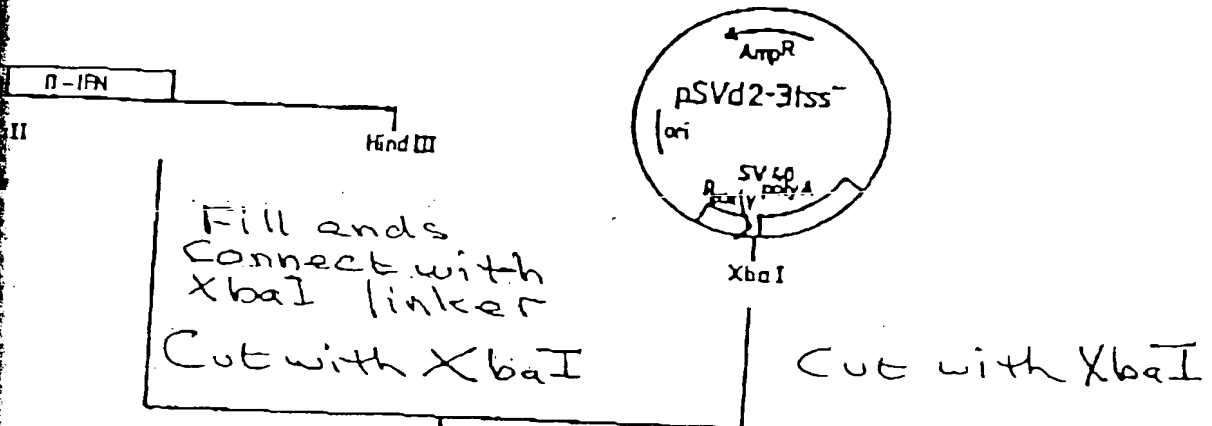 AmpR
pSVd2-3tss-
ori
SV40
polyA
XbaI
-IFN
II
Hind III
Fill ends
Connect with
XbaI linker
Cut with XbaI
Cut with XbaI